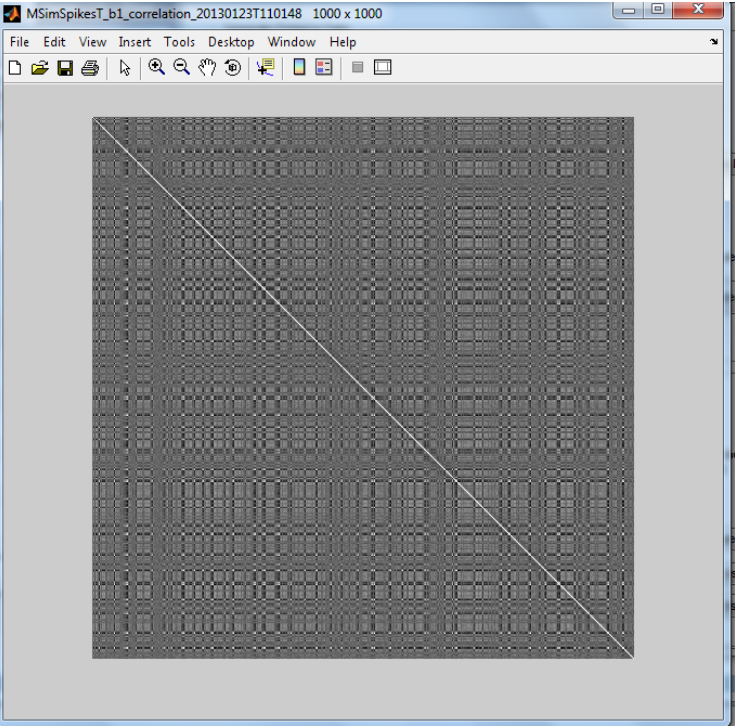 MSimSpikesT_b1_correlation_20130123T110148 1000 x 1000
File Edit View Insert Tools Desktop Window Help